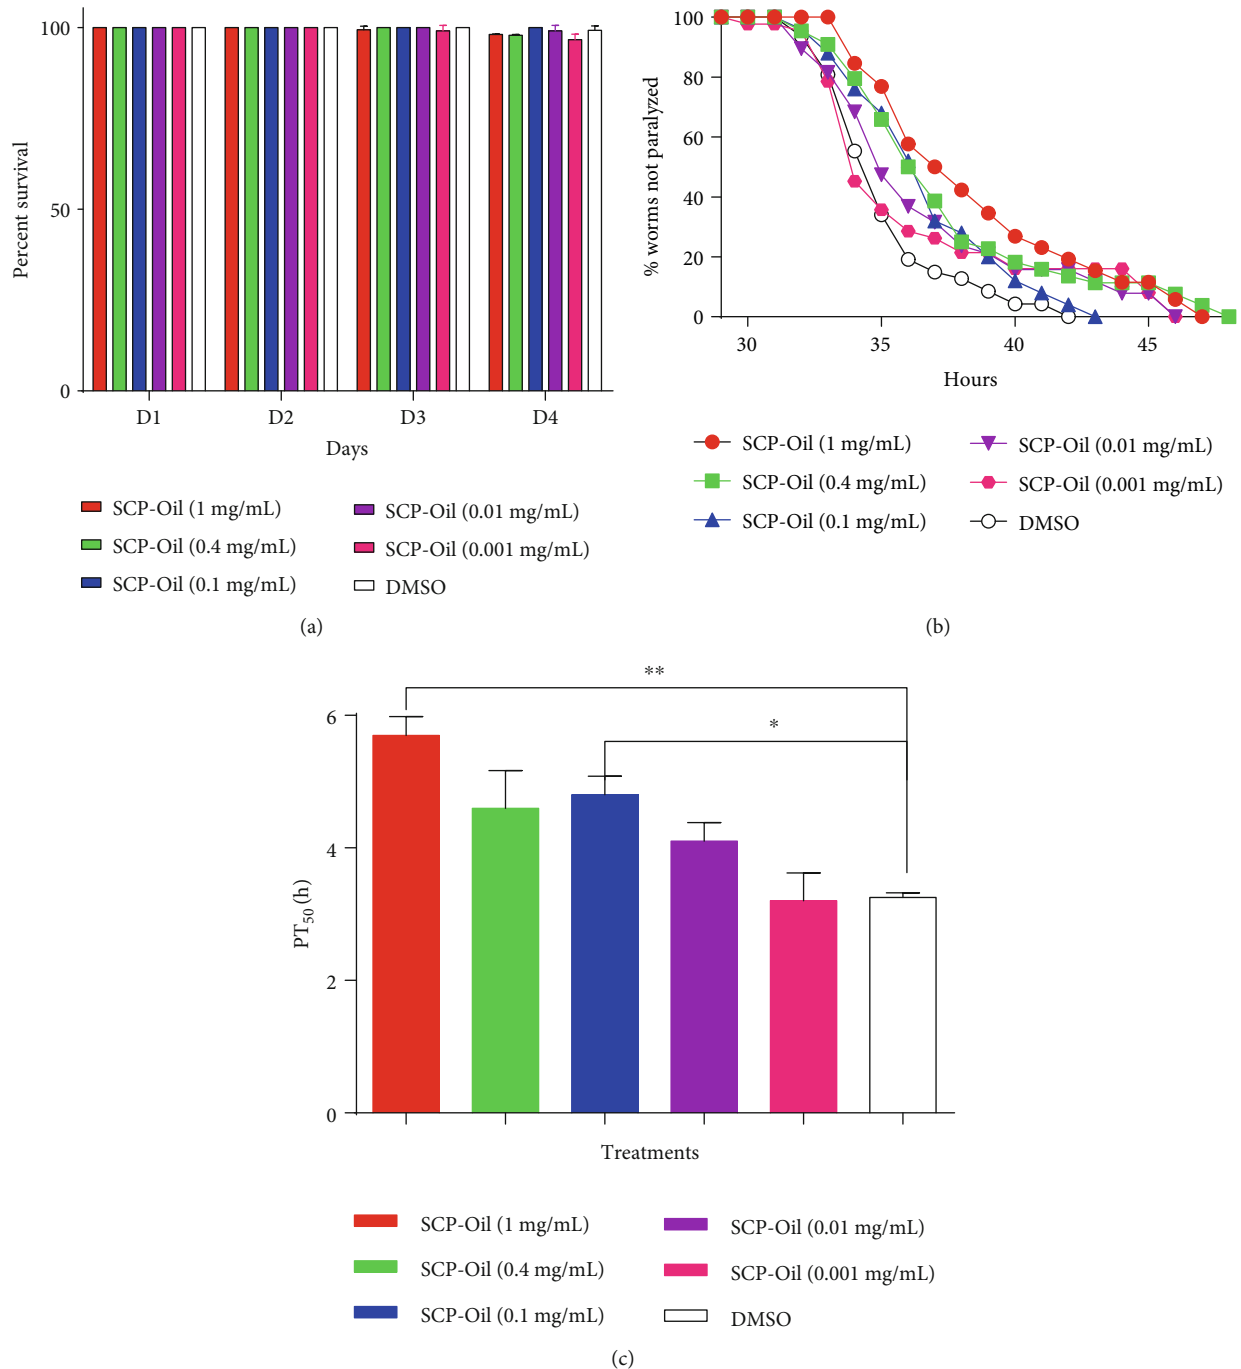 100
50
0
Percent survival
D1 D2 D3 D4
Days
SCP-Oil (1 mg/mL)
SCP-Oil (0.4 mg/mL)
SCP-Oil (0.1 mg/mL)
SCP-Oil (0.01 mg/mL)
SCP-Oil (0.001 mg/mL)
DMSO
(a)
100
80
60
40
20
0
% worms not paralyzed
30 35 40 45
Hours
SCP-Oil (1 mg/mL)
SCP-Oil (0.4 mg/mL)
SCP-Oil (0.1 mg/mL)
SCP-Oil (0.01 mg/mL)
SCP-Oil (0.001 mg/mL)
DMSO
(b)
**
*
6
4
2
0
PT50 (h)
Treatments
SCP-Oil (1 mg/mL)
SCP-Oil (0.4 mg/mL)
SCP-Oil (0.1 mg/mL)
SCP-Oil (0.01 mg/mL)
SCP-Oil (0.001 mg/mL)
DMSO
(c)